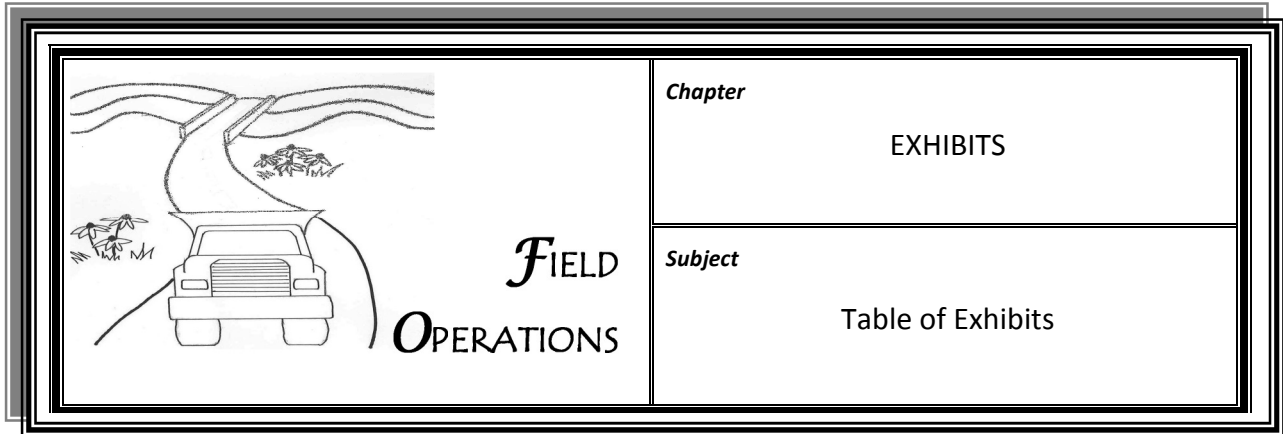 Chapter
EXHIBITS
FIELD
OPERATIONS
Subject
Table of Exhibits